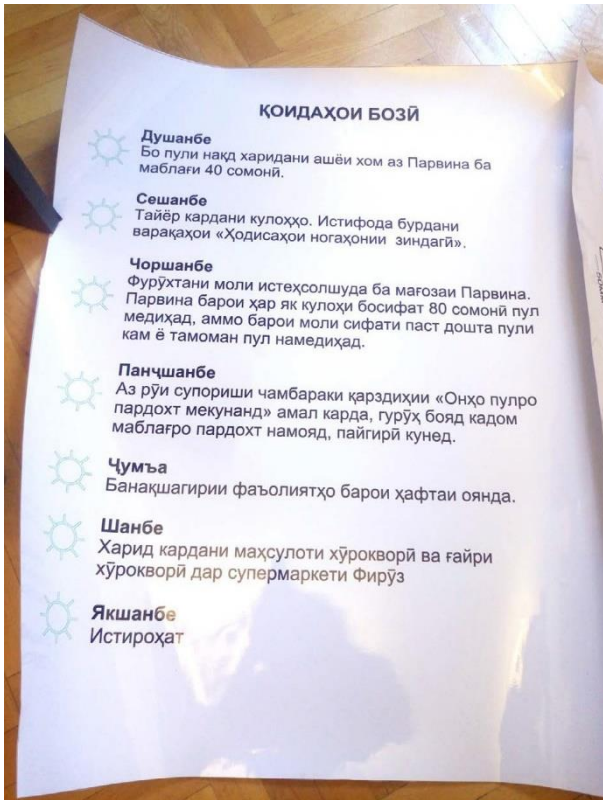 ҚОИДАҲОИ БОЗӢ
Душанбе
Бо пули нақд харидани ашёи хом аз Парвина ба
маблағи 40 сомонӣ.
Сешанбе
Тайёр кардани кулоҳҳо. Истифода бурдани
варақаҳои «Ҳодисаҳои ногаҳонии зиндагӣ».
Чоршанбе
Фурӯхтани моли истеҳсолшуда ба мағозаи Парвина.
Парвина барои ҳар як кулоҳи босифат 80 сомонӣ пул
медиҳад, аммо барои моли сифати паст дошта пули
кам ё тамоман пул намедиҳад.
Панҷшанбе
Аз рӯи супориши чамбараки қарздиҳии «Онҳо пулро
пардохт мекунанд» амал карда, гурӯҳ бояд кадом
маблағро пардохт намояд, пайгирӣ кунед.
Ҷумъа
Банақшагирии фаъолиятҳо барои ҳафтаи оянда.
Шанбе
Харид кардани маҳсулоти хӯрокворӣ ва ғайри
хӯрокворӣ дар супермаркети Фирӯз
Якшанбе
Истироҳат